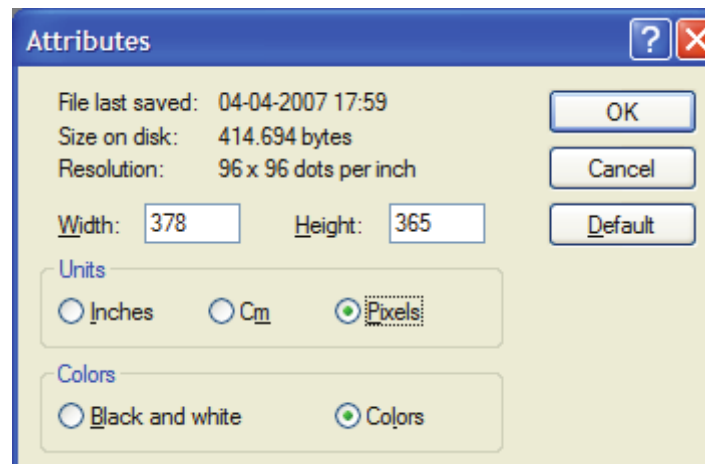 Attributes
File last saved: 04-04-2007 17:59
OK
Size on disk: 414.694 bytes
Resolution: 96 x 96 dots per inch
Cancel
Width: 378 Height: 365
Default
Units
Inches Cm Pixels
Colors
Black and white Colors